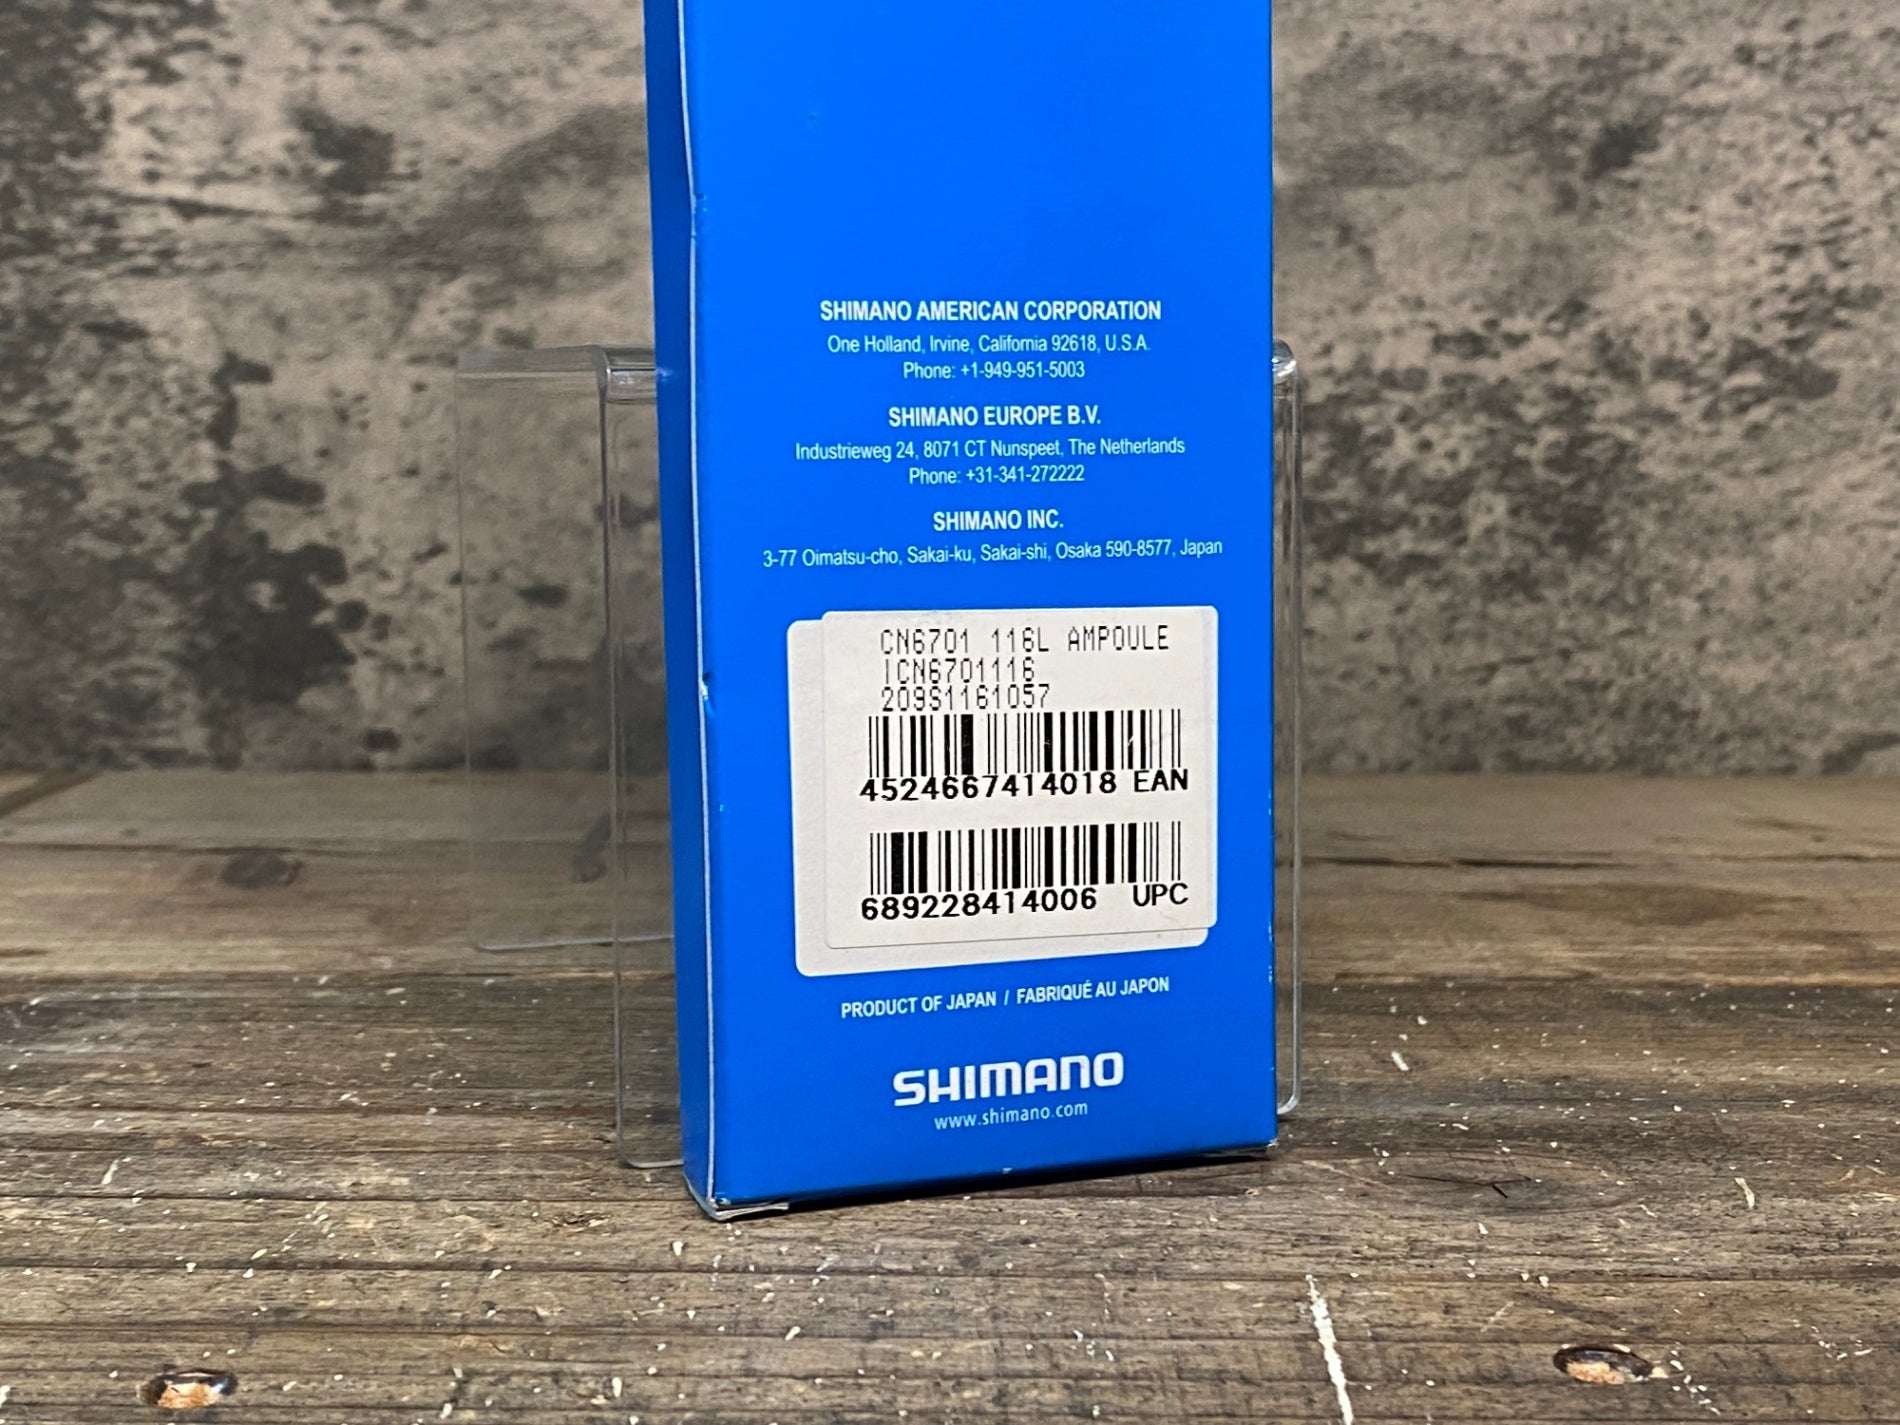 SHIMANO AMERICAN CORPORATION
One Holland, Irvine, California 92618, U.S.A.
Phone: +1-949-951-5003
SHIMANO EUROPE B.V.
Industrieweg 24, 8071 CT Nunspeet, The Netherlands
Phone: +31-341-272222
SHIMANO INC.
3-77 Oimatsu-cho, Sakai-ku, Sakai-shi, Osaka 590-8577, Japan
CN6701 116L AMPOULE
ICN6701116
209S1161057
4524667414018 EAN
689228414006 UPC
PRODUCT OF JAPAN / FABRIQUÉ AU JAPON
SHIMANO
www.shimano.com